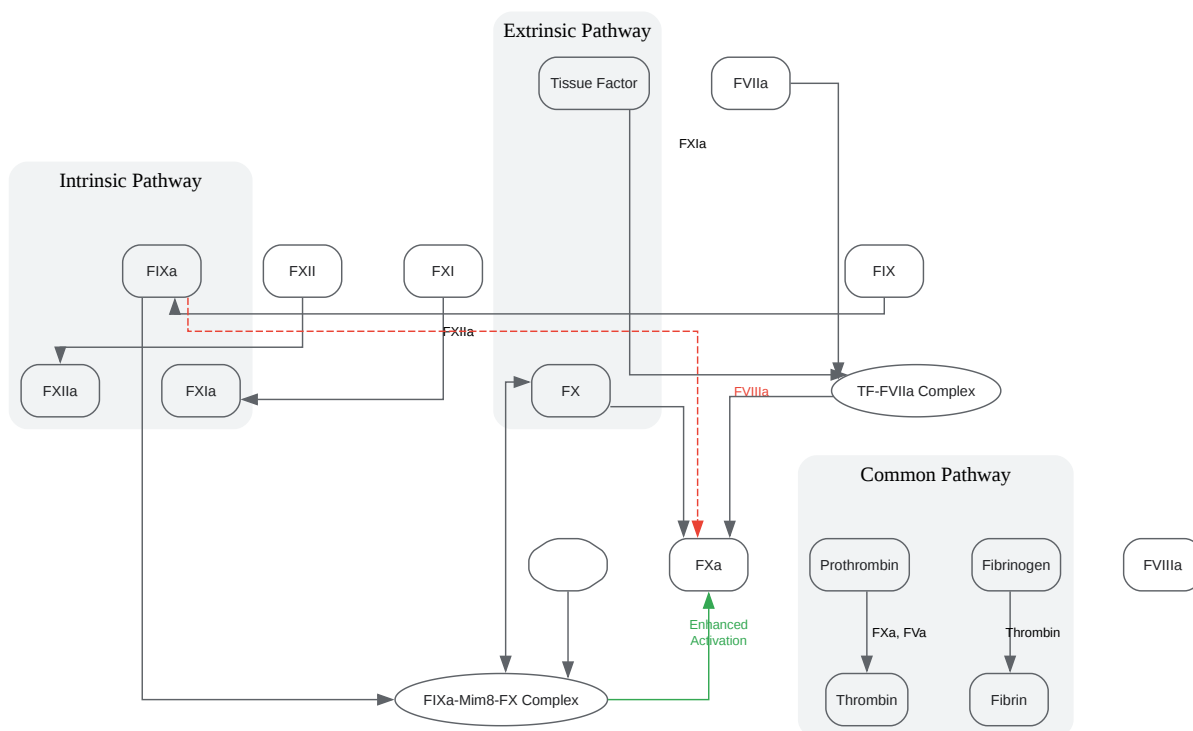 Extrinsic Pathway
Tissue Factor
FVIIa
FXIa
Intrinsic Pathway
FIXa
FXII
FXI
FIX
FXIIa
FXIIa
FXIa
FX
FVIIIa
TF-FVIIa Complex
Common Pathway
FXa
Prothrombin
Fibrinogen
FVIIIa
Enhanced
Activation
FXa, FVa
Thrombin
FIXa-Mim8-FX Complex
Thrombin
Fibrin